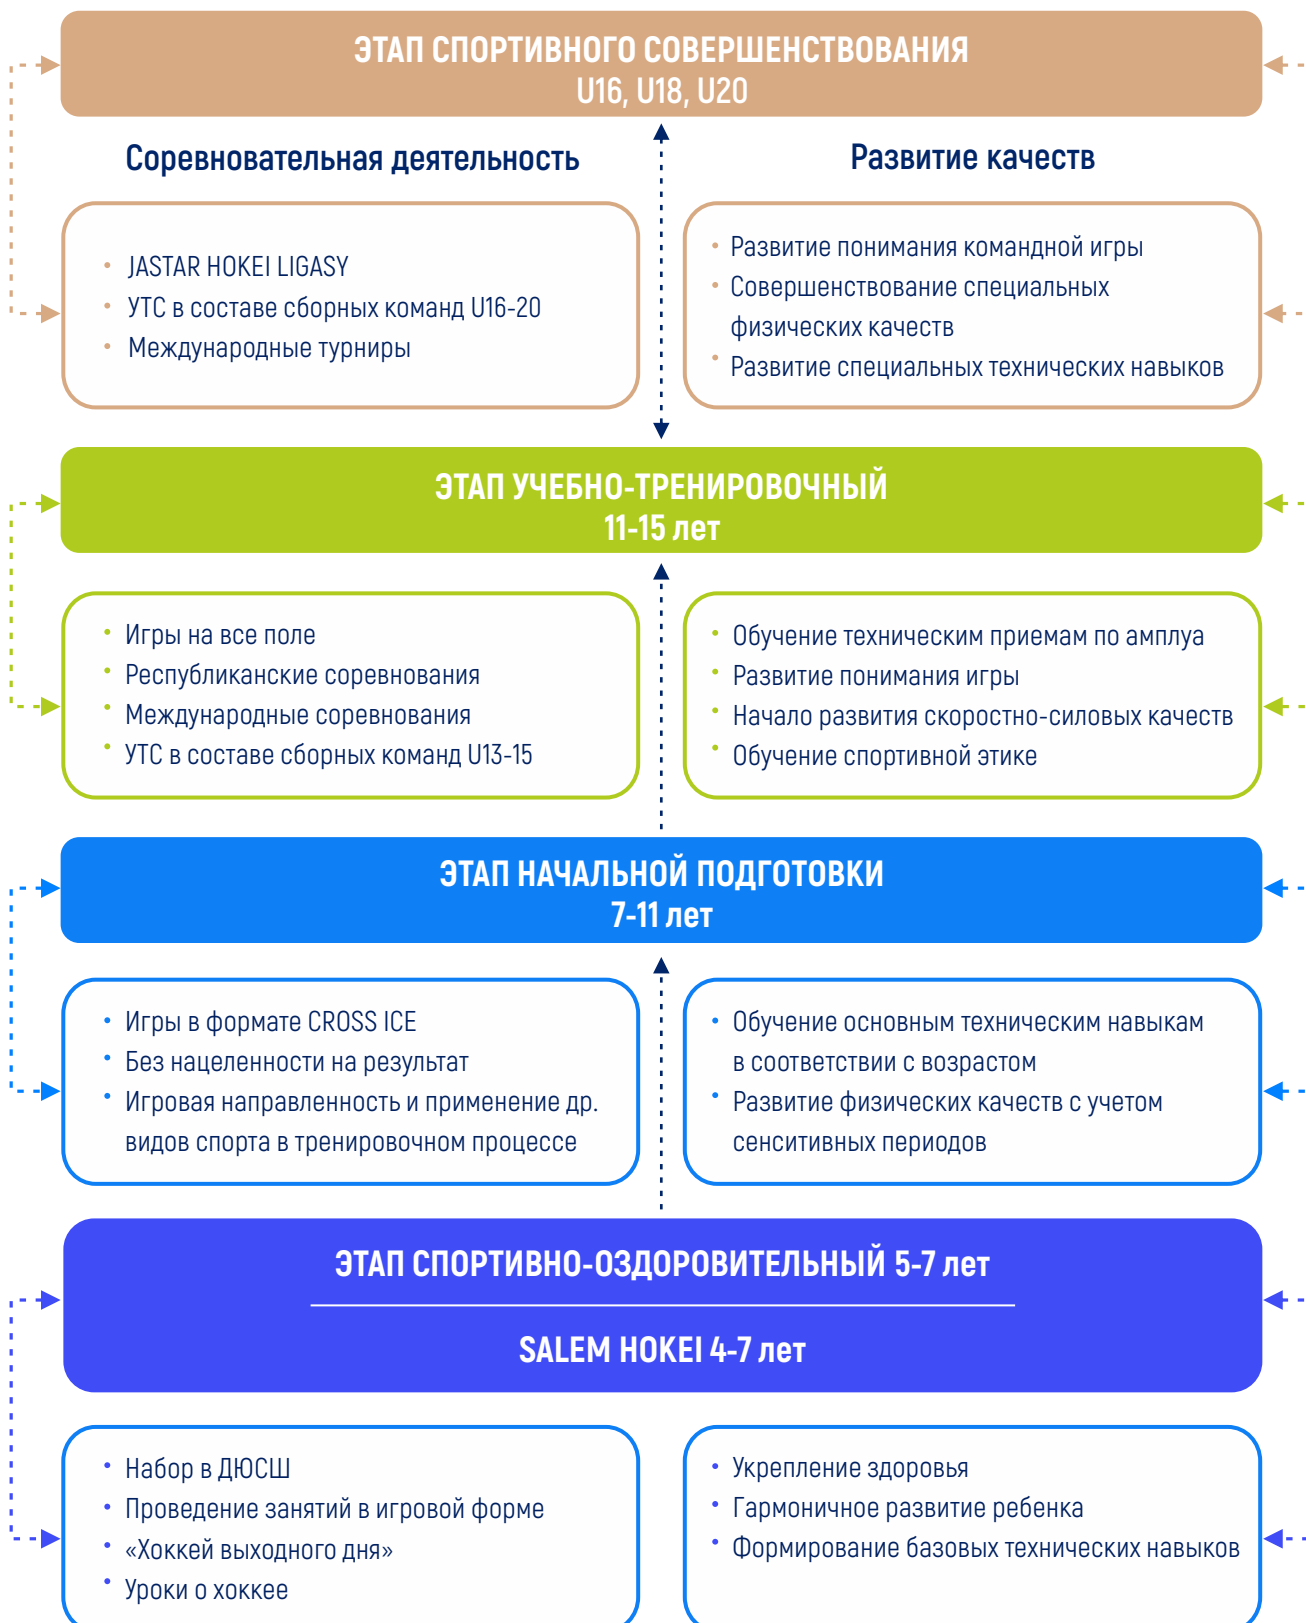 ЭТАП СПОРТИВНОГО СОВЕРШЕНСТВОВАНИЯ
U16, U18, U20
Соревновательная деятельность
Развитие качеств
• JASTAR HOKEI LIGASY
• УТС в составе сборных команд U16-20
• Международные турниры
• Развитие понимания командной игры
• Совершенствование специальных
физических качеств
• Развитие специальных технических навыков
ЭТАП УЧЕБНО-ТРЕНИРОВОЧНЫЙ
11-15 лет
• Игры на все поле
• Республиканские соревнования
• Международные соревнования
• УТС в составе сборных команд U13-15
• Обучение техническим приемам по амплуа
• Развитие понимания игры
• Начало развития скоростно-силовых качеств
• Обучение спортивной этике
ЭТАП НАЧАЛЬНОЙ ПОДГОТОВКИ
7-11 лет
• Игры в формате CROSS ICE
• Без нацеленности на результат
• Игровая направленность и применение др.
видов спорта в тренировочном процессе
• Обучение основным техническим навыкам
в соответствии с возрастом
• Развитие физических качеств с учетом
сенситивных периодов
ЭТАП СПОРТИВНО-ОЗДОРОВИТЕЛЬНЫЙ 5-7 лет
SALEM HOKEI 4-7 лет
• Набор в ДЮСШ
• Проведение занятий в игровой форме
• «Хоккей выходного дня»
• Уроки о хоккее
• Укрепление здоровья
• Гармоничное развитие ребенка
• Формирование базовых технических навыков